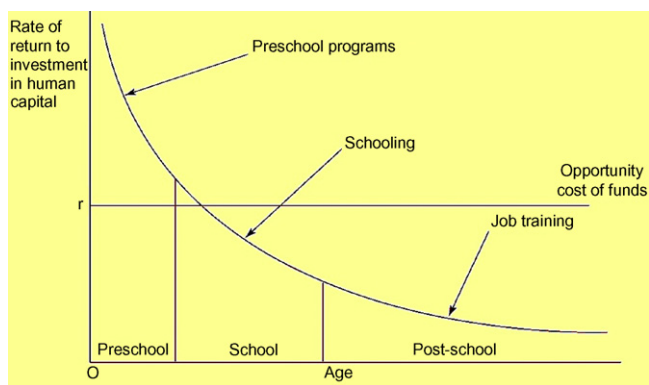 Rate of
return to
investment
in human
capital
Preschool programs
Schooling
Opportunity
cost of funds
r
Job training
Preschool
School
Post-school
O
Age